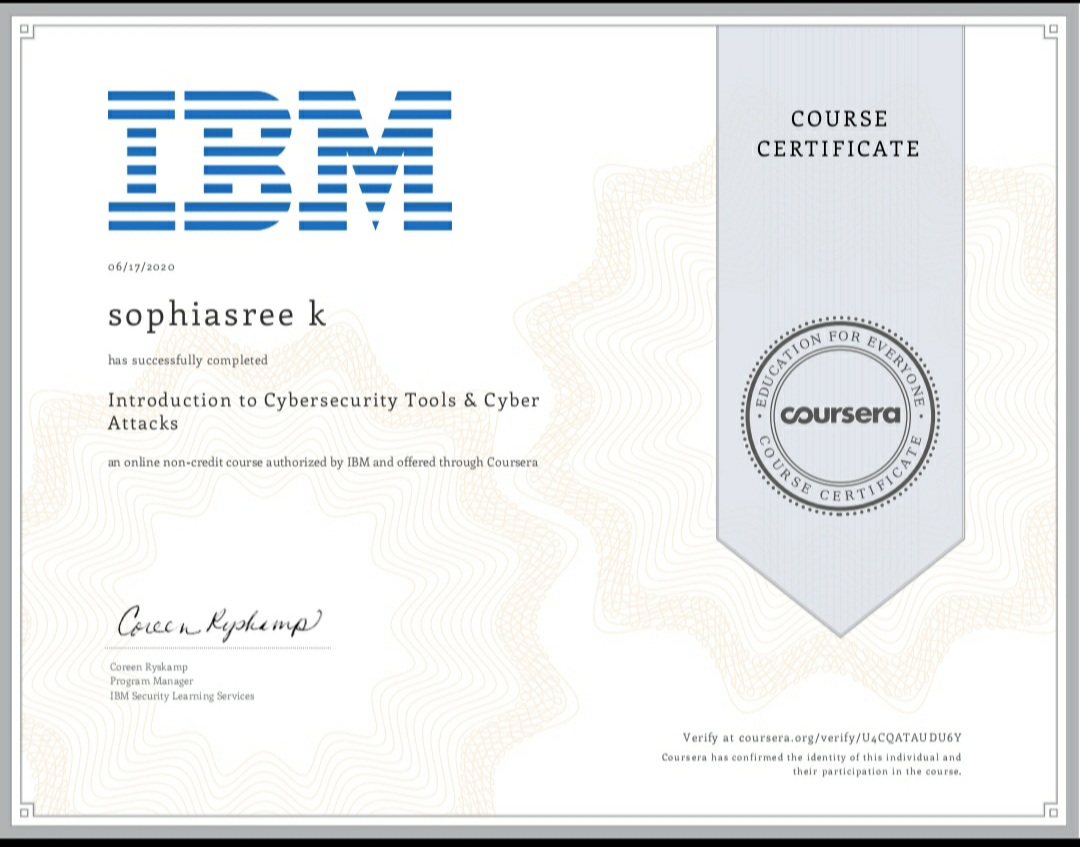 IBM
06/17/2020
sophiasree k
has successfully completed
Introduction to Cybersecurity Tools & Cyber
Attacks
an online non-credit course authorized by IBM and offered through Coursera
Coreen Ryskamp
Coreen Ryskamp
Program Manager
IBM Security Learning Services
COURSE
CERTIFICATE
EDUCATION FOR EVERYONE
coursera
COURSE CERTIFICATE
Verify at coursera.org/verify/U4CQATAUDU6Y
Coursera has confirmed the identity of this individual and
their participation in the course.